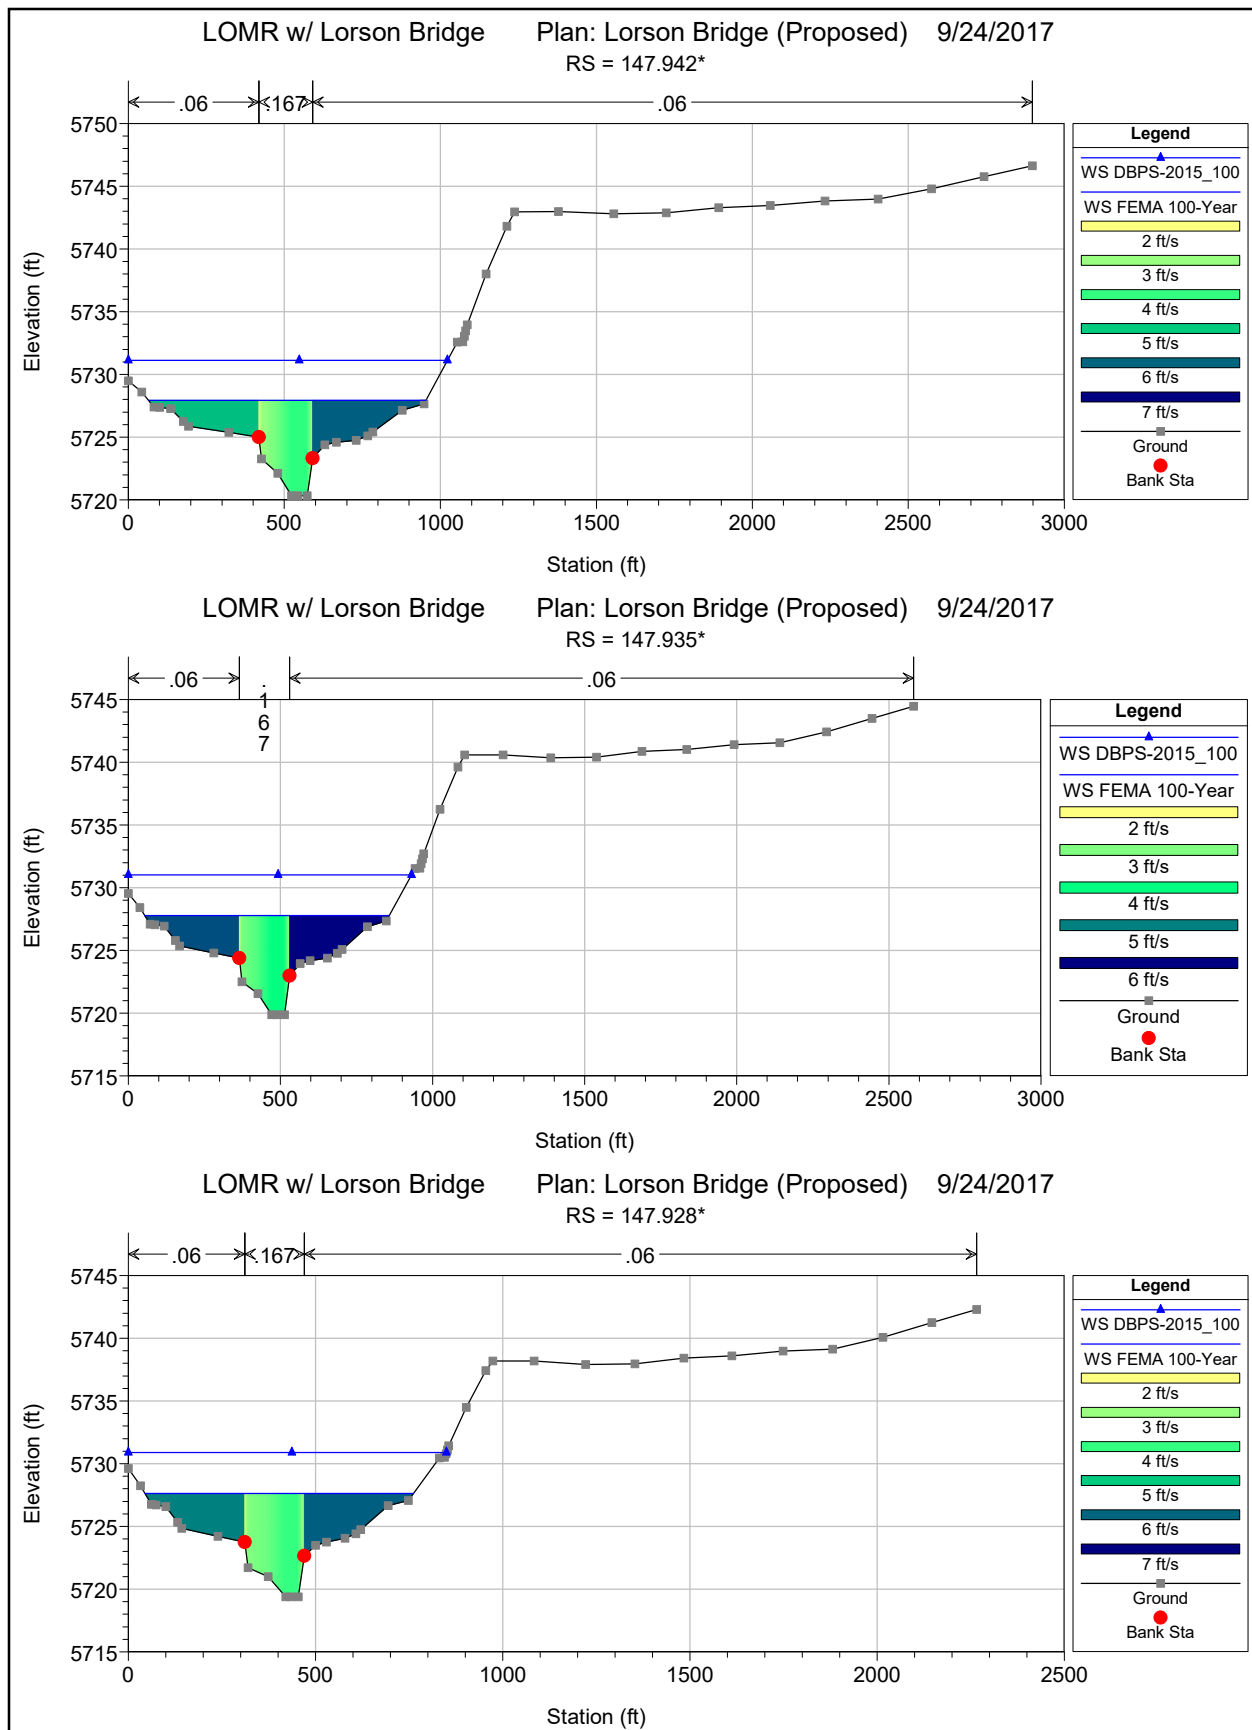 LOMR w/ Lorson Bridge Plan: Lorson Bridge (Proposed) 9/24/2017
RS = 147.942*
.06 .167 .06
5750
5745
5740
5735
5730
5725
5720
Elevation (ft)
0 500 1000 1500 2000 2500 3000
Station (ft)
Legend
WS DBPS-2015_100
WS FEMA 100-Year
2 ft/s
3 ft/s
4 ft/s
5 ft/s
6 ft/s
7 ft/s
Ground
Bank Sta
LOMR w/ Lorson Bridge Plan: Lorson Bridge (Proposed) 9/24/2017
RS = 147.935*
.06 .167 .06
5745
5740
5735
5730
5725
5720
5715
Elevation (ft)
0 500 1000 1500 2000 2500 3000
Station (ft)
Legend
WS DBPS-2015_100
WS FEMA 100-Year
2 ft/s
3 ft/s
4 ft/s
5 ft/s
6 ft/s
Ground
Bank Sta
LOMR w/ Lorson Bridge Plan: Lorson Bridge (Proposed) 9/24/2017
RS = 147.928*
.06 .167 .06
5745
5740
5735
5730
5725
5720
5715
Elevation (ft)
0 500 1000 1500 2000 2500
Station (ft)
Legend
WS DBPS-2015_100
WS FEMA 100-Year
2 ft/s
3 ft/s
4 ft/s
5 ft/s
6 ft/s
7 ft/s
Ground
Bank Sta